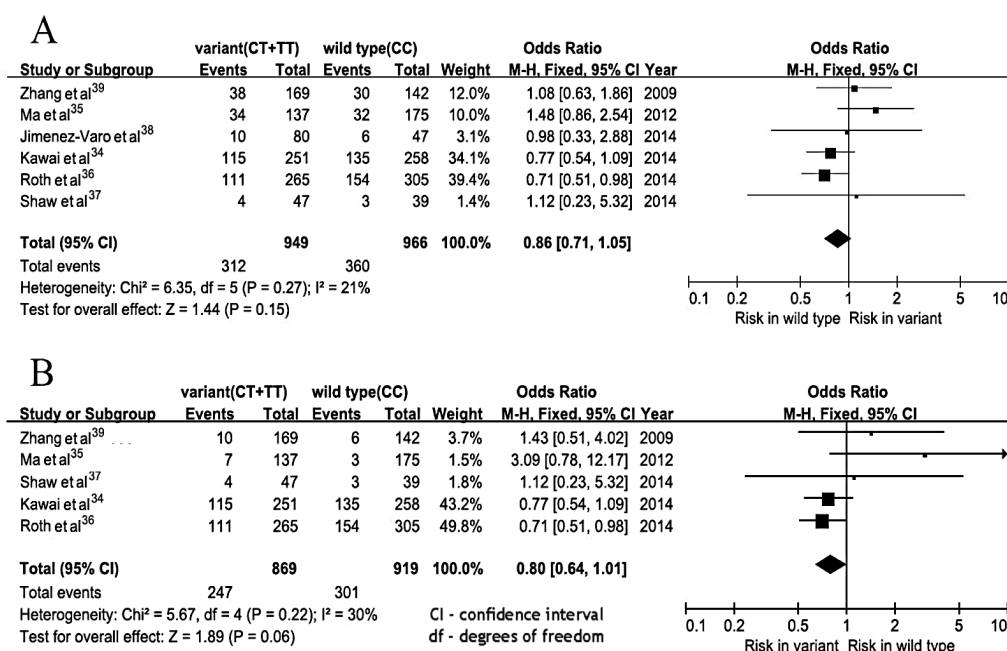 A
variant(CT+TT) wild type(CC) Odds Ratio Odds Ratio
Study or Subgroup Events Total Events Total Weight M-H, Fixed, 95% CI Year M-H, Fixed, 95% CI
Zhang et al39 38 169 30 142 12.0% 1.08 [0.63, 1.86] 2009
Ma et al35 34 137 32 175 10.0% 1.48 [0.86, 2.54] 2012
Jimenez-Varo et al38 10 80 6 47 3.1% 0.98 [0.33, 2.88] 2014
Kawai et al34 115 251 135 258 34.1% 0.77 [0.54, 1.09] 2014
Roth et al36 111 265 154 305 39.4% 0.71 [0.51, 0.98] 2014
Shaw et al37 4 47 3 39 1.4% 1.12 [0.23, 5.32] 2014
Total (95% CI) 949 966 100.0% 0.86 [0.71, 1.05]
Total events 312 360
Heterogeneity: Chi² = 6.35, df = 5 (P = 0.27); I² = 21%
Test for overall effect: Z = 1.44 (P = 0.15)
0.1 0.2 0.5 1 2 5 10
Risk in wild type Risk in variant
B
variant(CT+TT) wild type(CC) Odds Ratio Odds Ratio
Study or Subgroup Events Total Events Total Weight M-H, Fixed, 95% CI Year M-H, Fixed, 95% CI
Zhang et al39 10 169 6 142 3.7% 1.43 [0.51, 4.02] 2009
Ma et al35 7 137 3 175 1.5% 3.09 [0.78, 12.17] 2012
Shaw et al37 4 47 3 39 1.8% 1.12 [0.23, 5.32] 2014
Kawai et al34 115 251 135 258 43.2% 0.77 [0.54, 1.09] 2014
Roth et al36 111 265 154 305 49.8% 0.71 [0.51, 0.98] 2014
Total (95% CI) 869 919 100.0% 0.80 [0.64, 1.01]
Total events 247 301
Heterogeneity: Chi² = 5.67, df = 4 (P = 0.22); I² = 30%
Test for overall effect: Z = 1.89 (P = 0.06)
CI - confidence interval
df - degrees of freedom
0.1 0.2 0.5 1 2 5 10
Risk in variant Risk in wild type